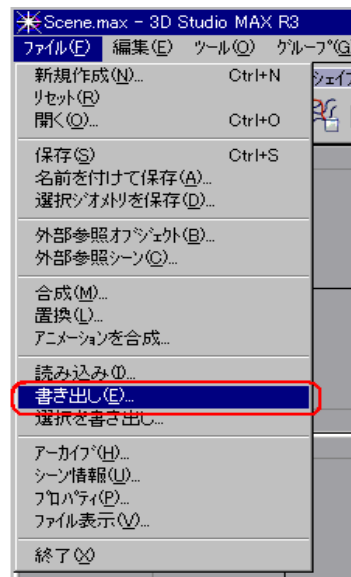 Scene.max - 3D Studio MAX R3
ファイル(F) 編集(E) ツール(O) グループ(G
新規作成(N)... Ctrl+N
リセット(R)
開く(O)... Ctrl+O
シェイプ
保存(S) Ctrl+S
名前を付けて保存(A)...
選択ジオメトリを保存(D)...
外部参照オブジェクト(B)...
外部参照シーン(C)...
合成(M)...
置換(L)...
アニメーションを合成...
読み込み(I)...
書き出し(E)...
選択を書き出し...
アーカイブ(H)...
シーン情報(U)...
プロパティ(P)...
ファイル表示(V)...
終了(X)